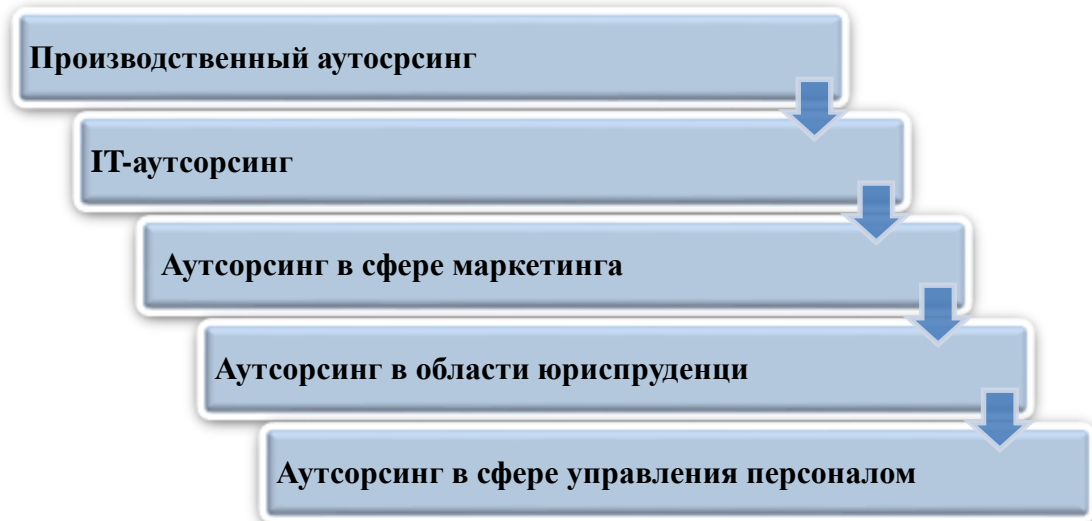 Производственный аутосрсинг
IT-аутсорсинг
Аутсорсинг в сфере маркетинга
Аутсорсинг в области юриспруденци
Аутсорсинг в сфере управления персоналом